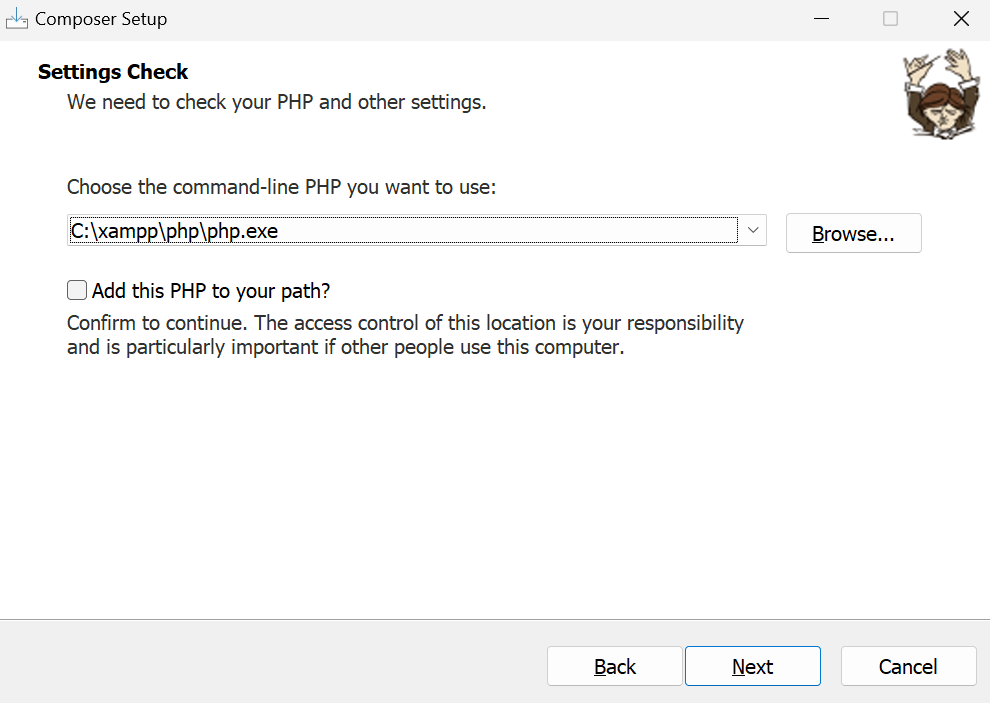 Composer Setup
Settings Check
We need to check your PHP and other settings.
Choose the command-line PHP you want to use:
C:\xampp\php\php.exe
Browse...
Add this PHP to your path?
Confirm to continue. The access control of this location is your responsibility
and is particularly important if other people use this computer.
Back
Next
Cancel